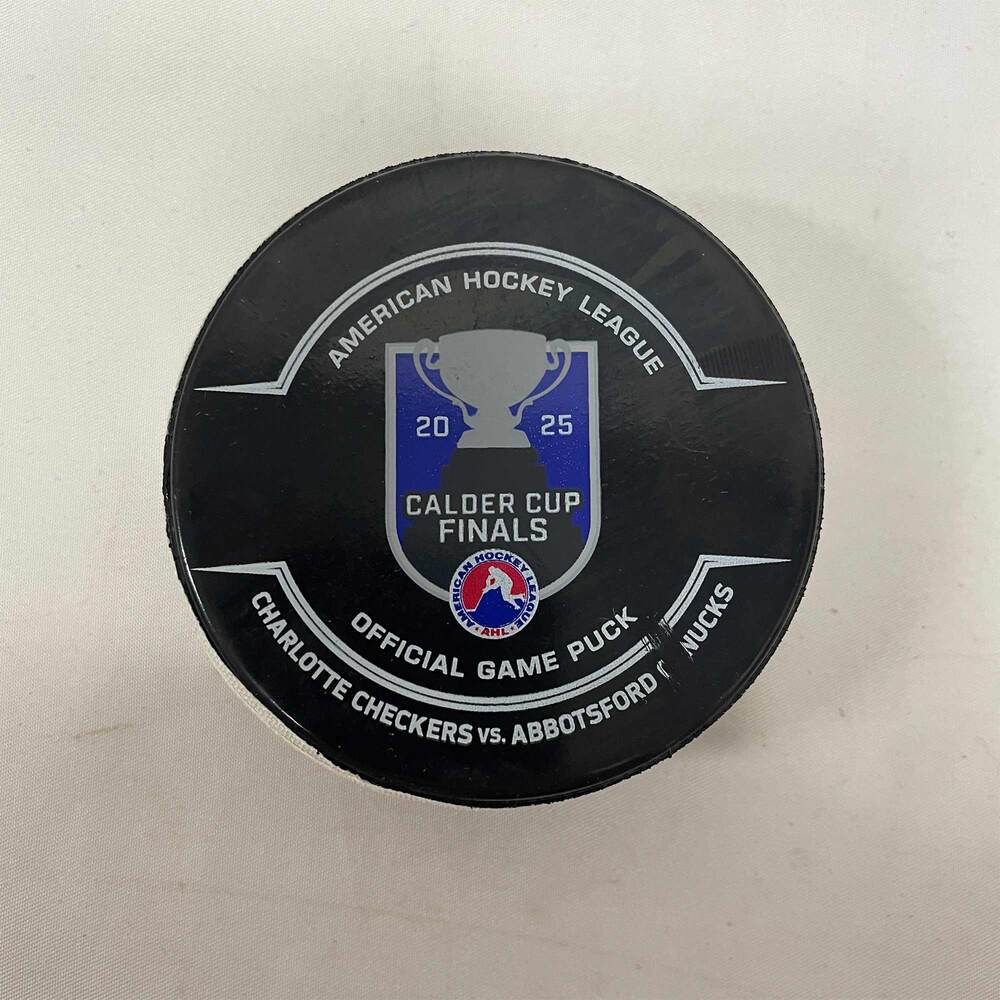 AMERICAN HOCKEY LEAGUE
20 25
CALDER CUP
FINALS
AMERICAN HOCKEY LEAGUE
AHL
OFFICIAL GAME PUCK
CHARLOTTE CHECKERS VS. ABBOTSFORD NUCKS